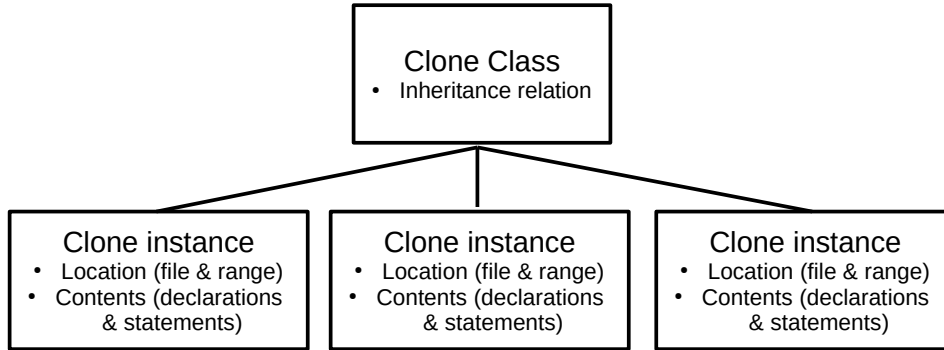 Clone Class
• Inheritance relation
Clone instance
• Location (file & range)
• Contents (declarations
& statements)
Clone instance
• Location (file & range)
• Contents (declarations
& statements)
Clone instance
• Location (file & range)
• Contents (declarations
& statements)